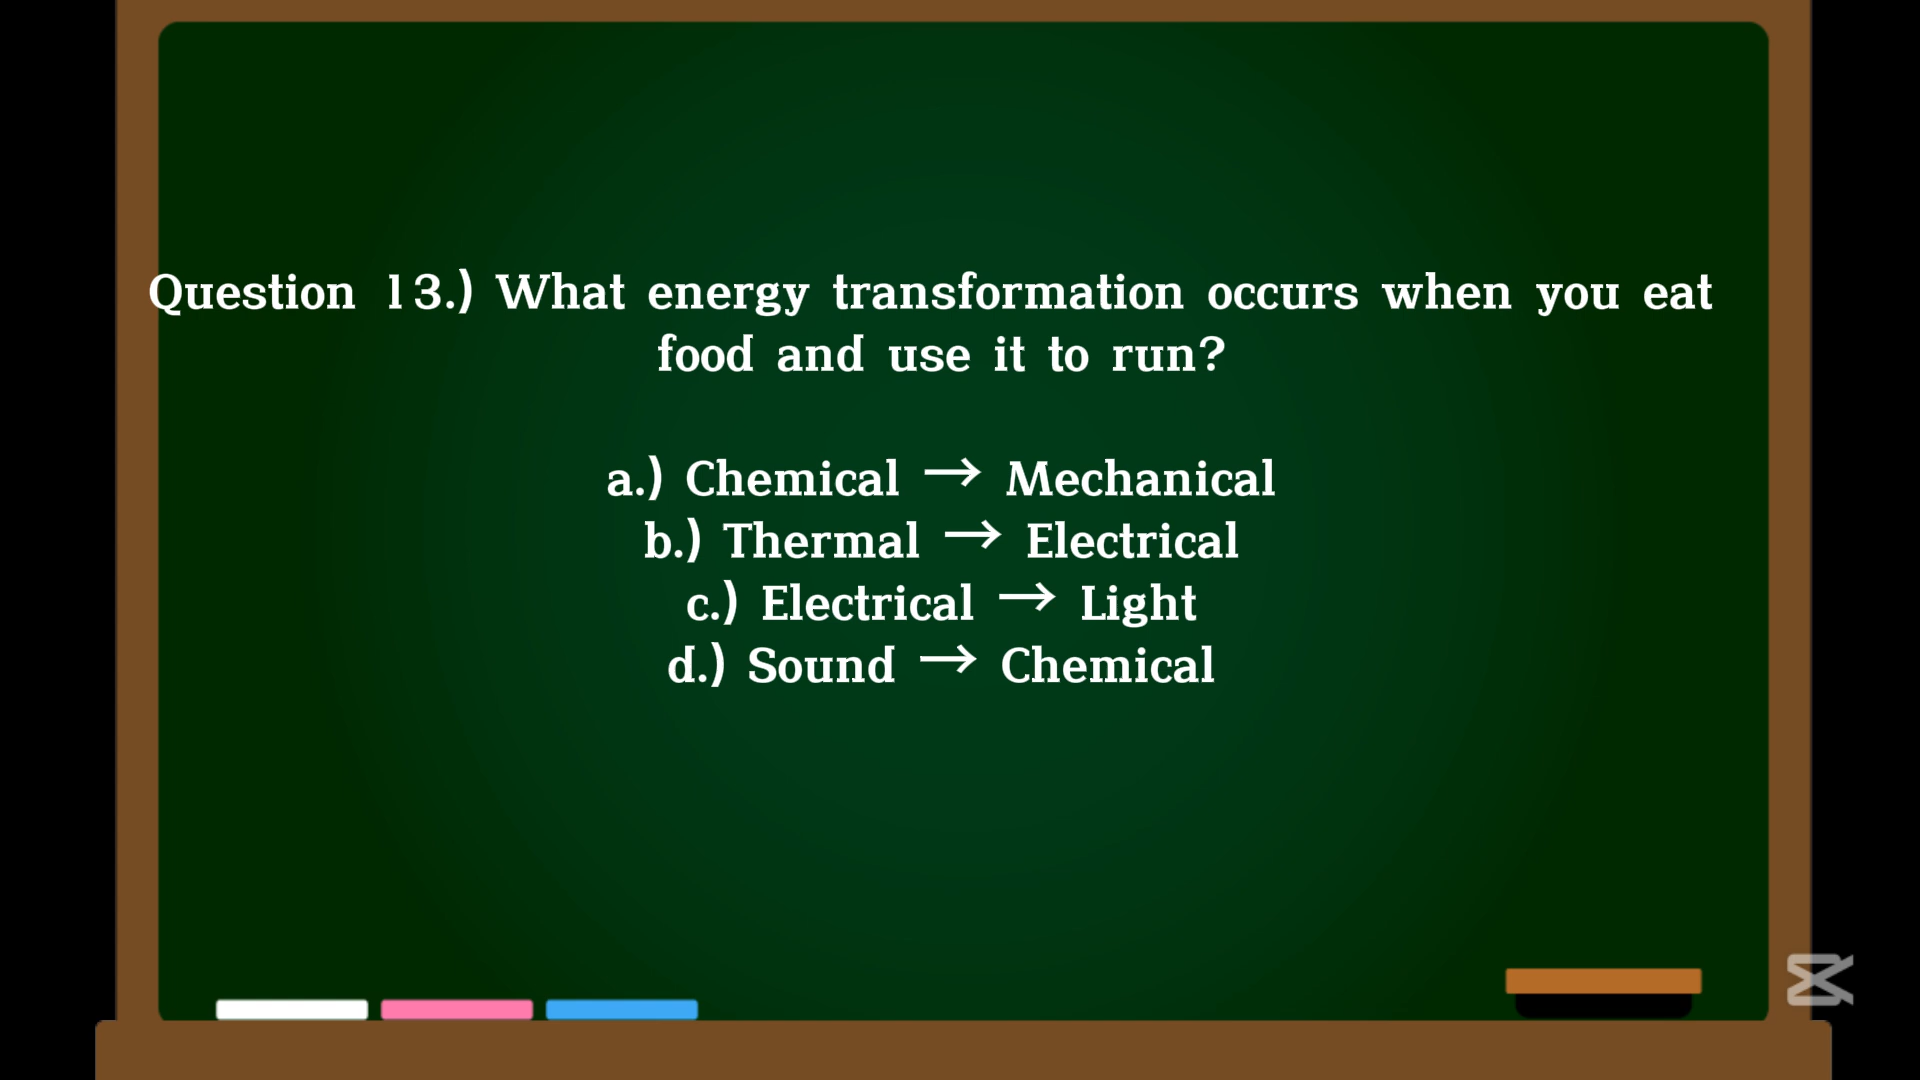 Question 13.) What energy transformation occurs when you eat
food and use it to run?
a.) Chemical → Mechanical
b.) Thermal → Electrical
c.) Electrical → Light
d.) Sound → Chemical